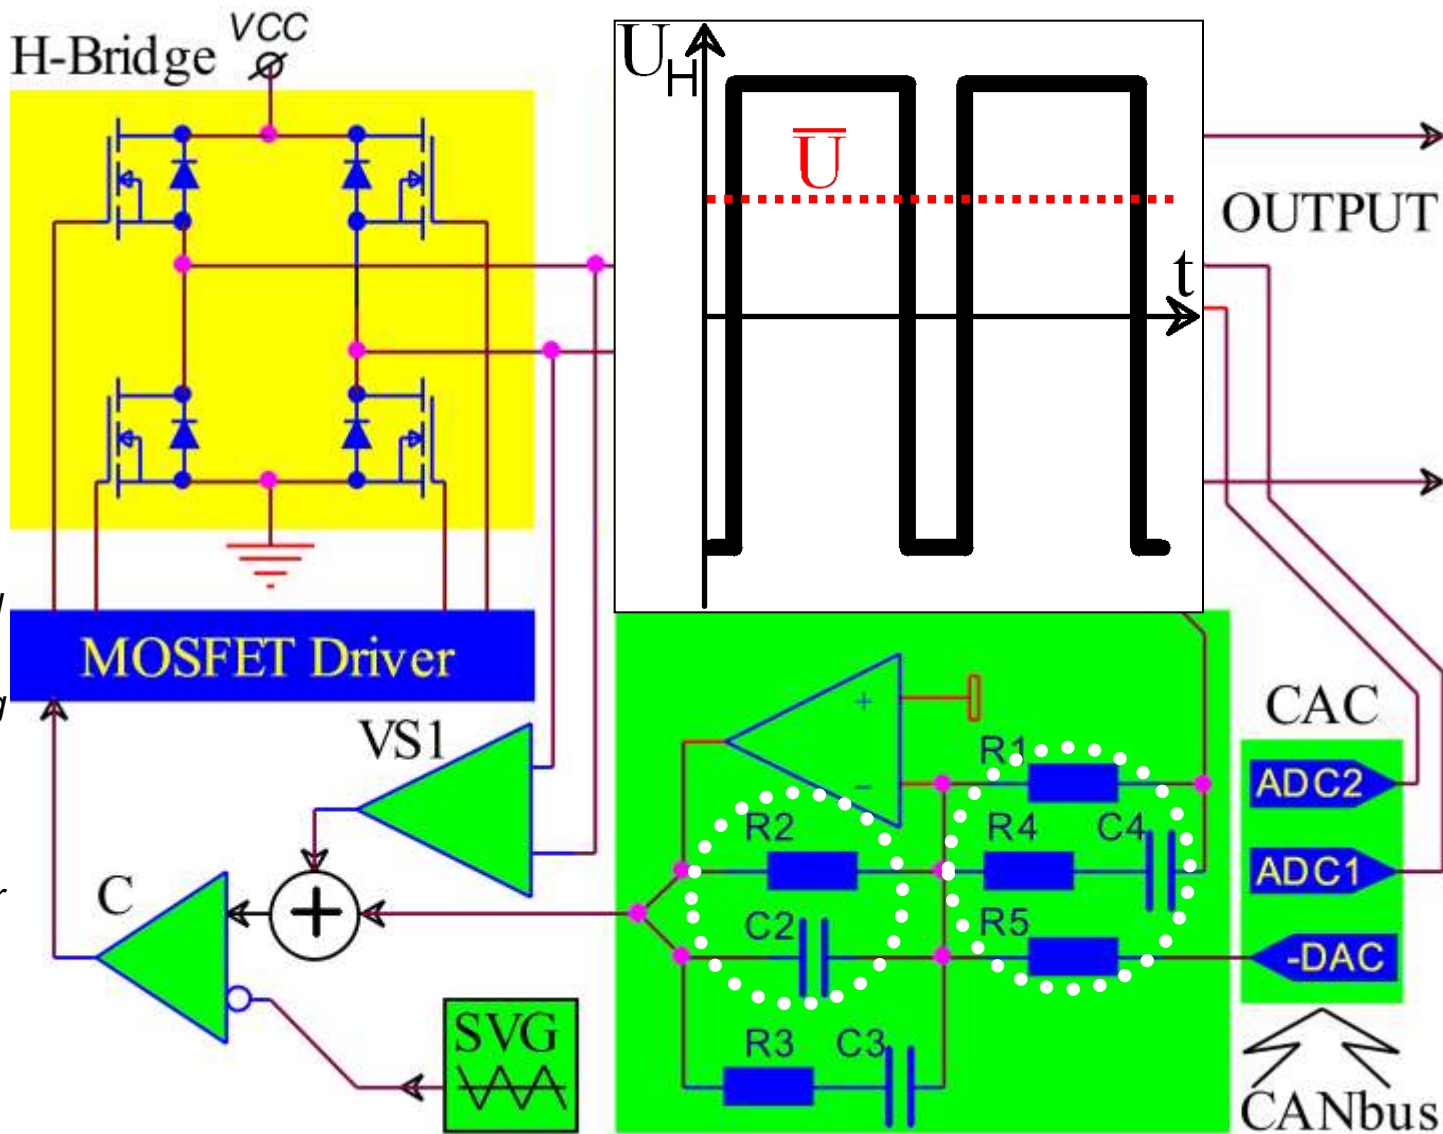 VCC
H-Bridge
U
H
U
t
OUTPUT
MOSFET Driver
g
VS1
C
+
SVG
+
−
R1
R2
R4
C4
C2
R5
R3
C3
CAC
ADC2
ADC1
-DAC
CANbus